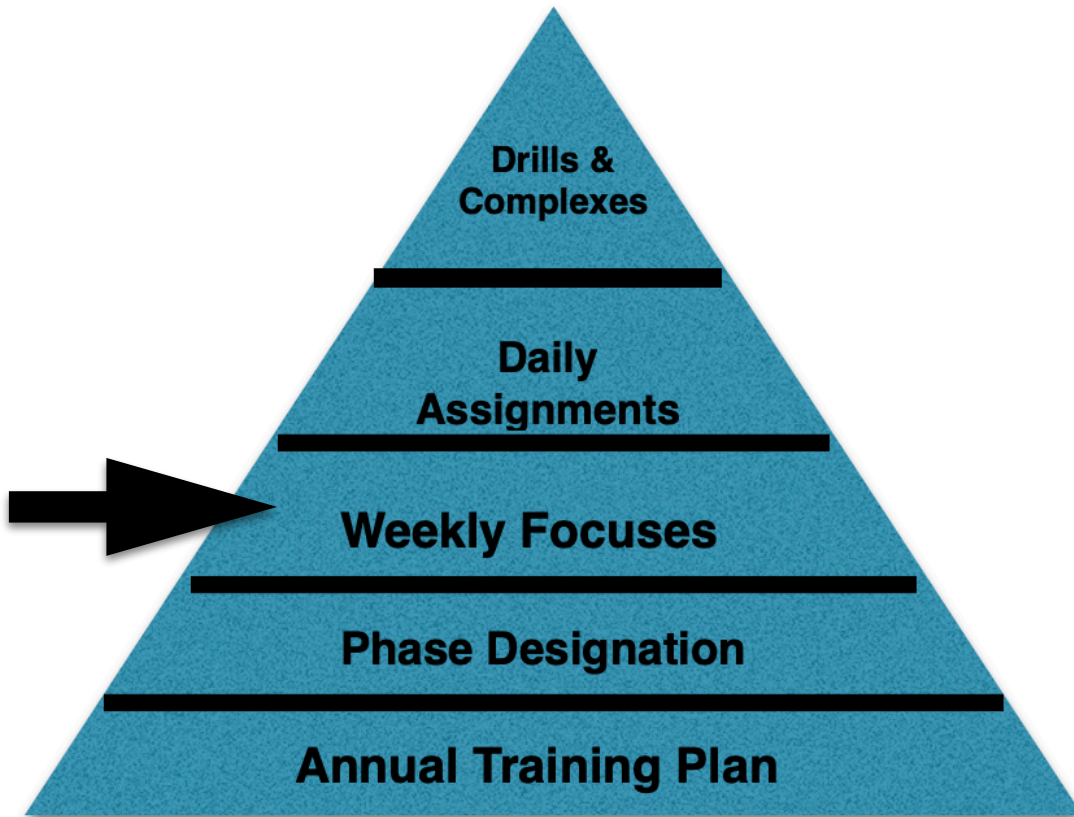 Drills &
Complexes
Daily
Assignments
Weekly Focuses
Phase Designation
Annual Training Plan